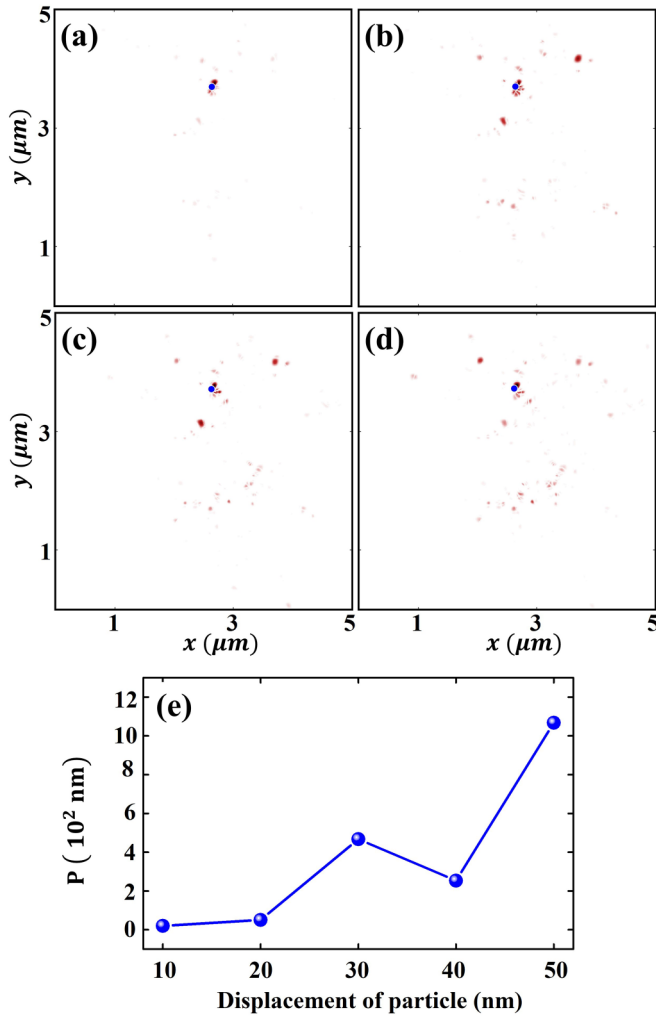 5
(a)
(b)
3
y (μm)
1
5
(c)
(d)
3
y (μm)
1
1
3
5
1
3
5
x (μm)
x (μm)
12
(e)
10
8
6
4
2
0
P ( 10² nm)
10
20
30
40
50
Displacement of particle (nm)